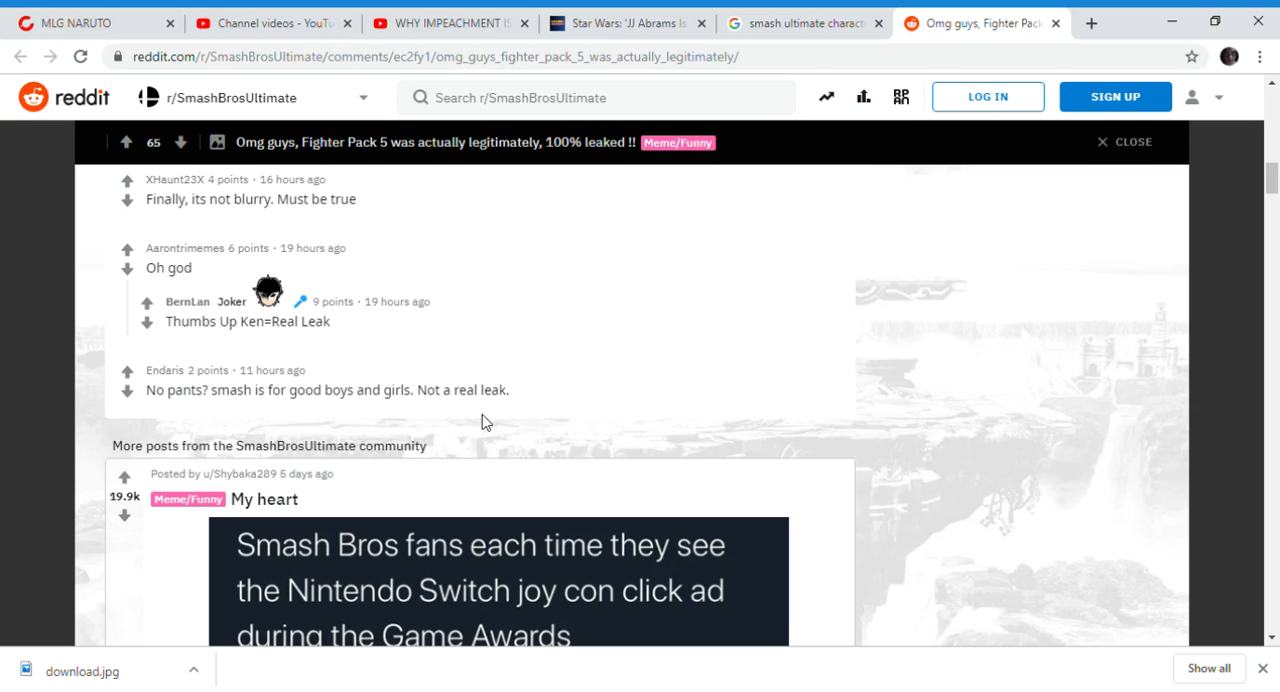 MLG NARUTO
Channel videos - YouTu
WHY IMPEACHMENT IS
Star Wars: 'JJ Abrams Is
smash ultimate charact
Omg guys, Fighter Pack
reddit.com/r/SmashBrosUltimate/comments/ec2fy1/omg_guys_fighter_pack_5_was_actually_legitimately/
reddit
r/SmashBrosUltimate
Search r/SmashBrosUltimate
LOG IN
SIGN UP
65
Omg guys, Fighter Pack 5 was actually legitimately, 100% leaked !! Meme/Funny
CLOSE
XHaunt23X 4 points · 16 hours ago
Finally, its not blurry. Must be true
Aarontrimemes 6 points · 19 hours ago
Oh god
BernLan Joker 9 points · 19 hours ago
Thumbs Up Ken=Real Leak
Endaris 2 points · 11 hours ago
No pants? smash is for good boys and girls. Not a real leak.
More posts from the SmashBrosUltimate community
Posted by u/Shybaka289 5 days ago
19.9k
Meme/Funny My heart
Smash Bros fans each time they see
the Nintendo Switch joy con click ad
during the Game Awards
download.jpg
Show all